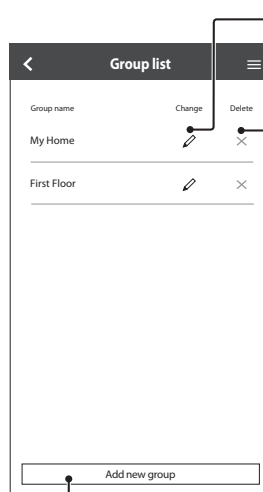 Group list
Group name Change Delete
My Home
First Floor
Add new group